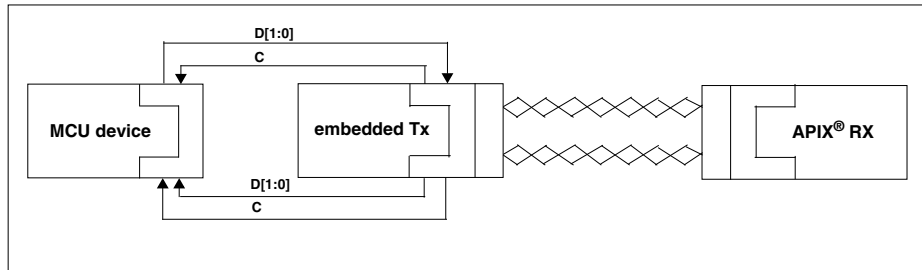 D[1:0]
C
MCU device
embedded Tx
APIX® RX
D[1:0]
C